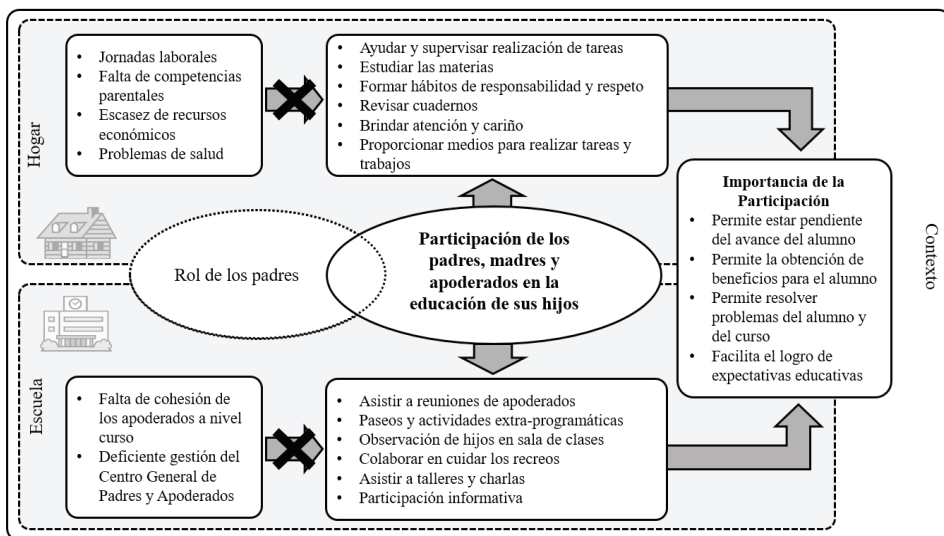 Hogar
• Jornadas laborales
• Falta de competencias
parentales
• Escasez de recursos
económicos
• Problemas de salud
• Ayudar y supervisar realización de tareas
• Estudiar las materias
• Formar hábitos de responsabilidad y respeto
• Revisar cuadernos
• Brindar atención y cariño
• Proporcionar medios para realizar tareas y
trabajos
Rol de los padres
Participación de los
padres, madres y
apoderados en la
educación de sus hijos
Importancia de la
Participación
• Permite estar pendiente
del avance del alumno
• Permite la obtención de
beneficios para el alumno
• Permite resolver
problemas del alumno y
del curso
• Facilita el logro de
expectativas educativas
Contexto
Escuela
• Falta de cohesión de
los apoderados a nivel
curso
• Deficiente gestión del
Centro General de
Padres y Apoderados
• Asistir a reuniones de apoderados
• Paseos y actividades extra-programáticas
• Observación de hijos en sala de clases
• Colaborar en cuidar los recreos
• Asistir a talleres y charlas
• Participación informativa